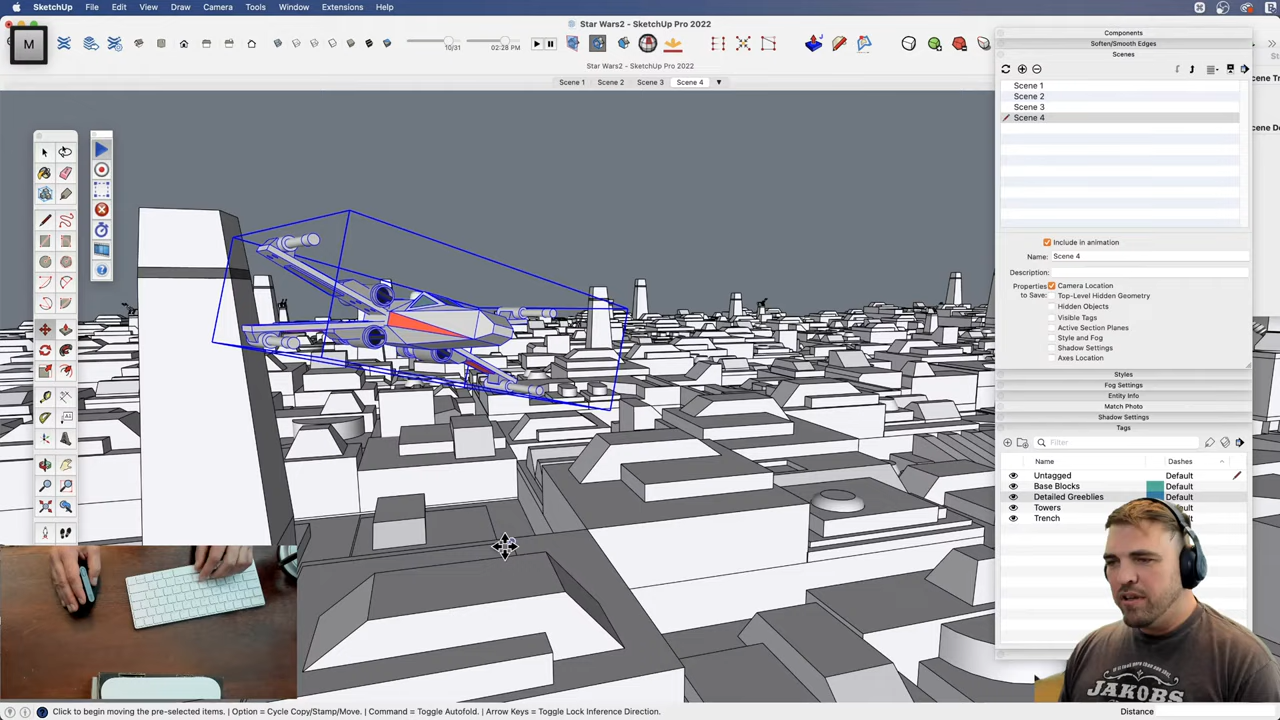 SketchUp File Edit View Draw Camera Tools Window Extensions Help
Star Wars2 - SketchUp Pro 2022
M
10/31 02:28 PM
Star Wars2 - SketchUp Pro 2022
Scene 1 Scene 2 Scene 3 Scene 4
Components
Soften/Smooth Edges
Scenes
Scene 1
Scene 2
Scene 3
Scene 4
Include in animation
Name: Scene 4
Description:
Properties to Save:
Camera Location
Top-Level Hidden Geometry
Hidden Objects
Visible Tags
Active Section Planes
Style and Fog
Shadow Settings
Axes Location
Styles
Fog Settings
Entity Info
Match Photo
Shadow Settings
Tags
Filter
Name Dashes
Untagged Default
Base Blocks Default
Detailed Greeblies Default
Towers Default
Trench Default
JAKOBS
Click to begin moving the pre-selected items. | Option = Cycle Copy/Stamp/Move. | Command = Toggle Autofold. | Arrow Keys = Toggle Lock Inference Direction.
Distance